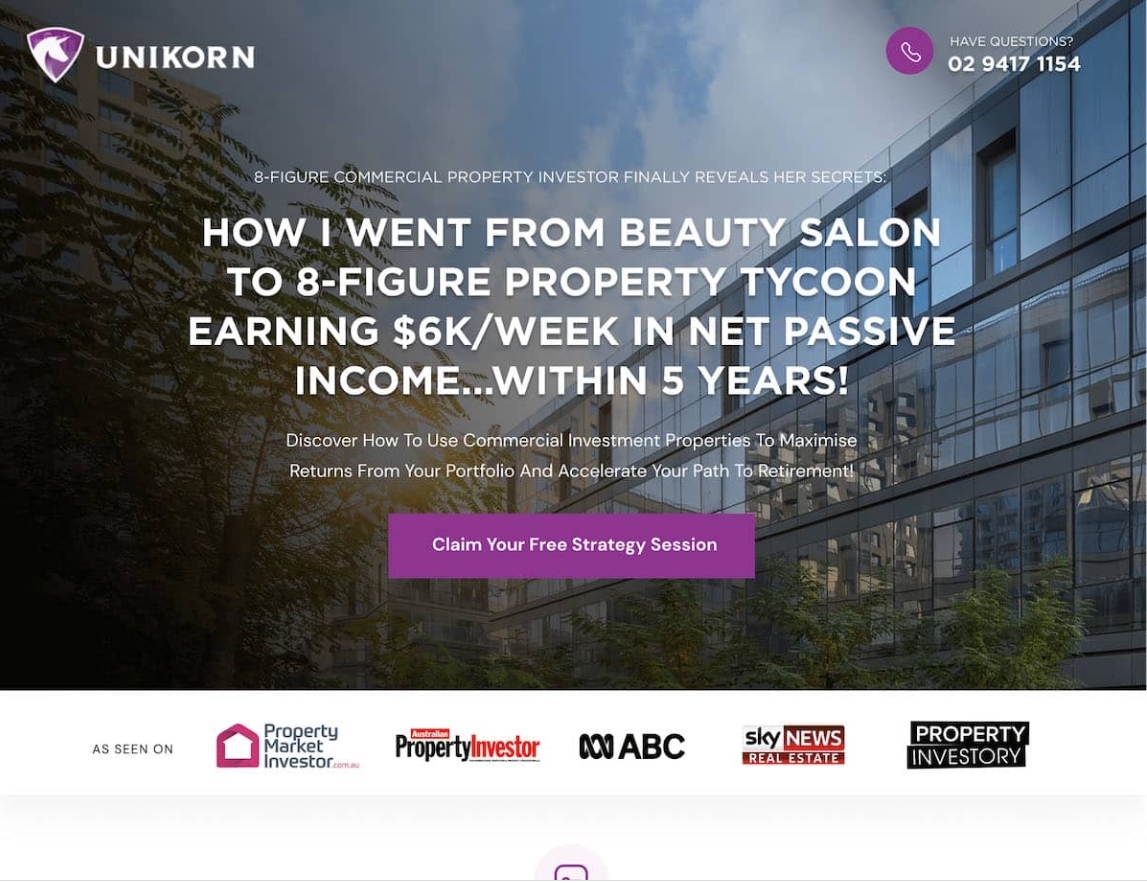 UNIKORN
HAVE QUESTIONS?
02 9417 1154
8-FIGURE COMMERCIAL PROPERTY INVESTOR FINALLY REVEALS HER SECRETS:
HOW I WENT FROM BEAUTY SALON
TO 8-FIGURE PROPERTY TYCOON
EARNING $6K/WEEK IN NET PASSIVE
INCOME...WITHIN 5 YEARS!
Discover How To Use Commercial Investment Properties To Maximise
Returns From Your Portfolio And Accelerate Your Path To Retirement!
Claim Your Free Strategy Session
AS SEEN ON
Property
Market
Investor.com.au
Australian
PropertyInvestor
ABC
sky NEWS
REAL ESTATE
PROPERTY
INVESTORY